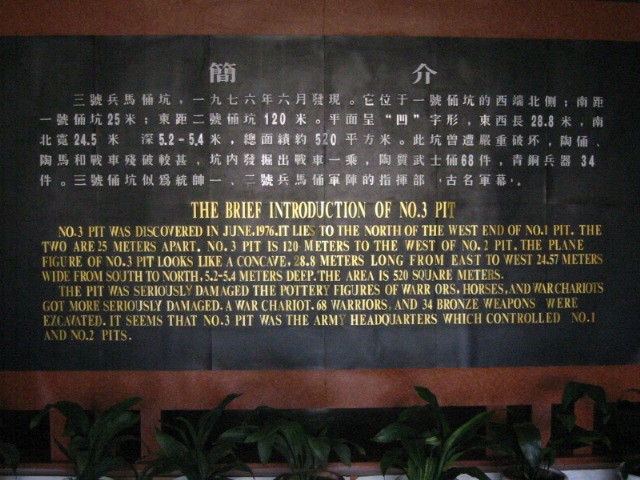 簡 介
三號兵馬俑坑，一九七六年六月發現。它位于一號俑坑的西端北側；南距
一號俑坑25米；東距二號俑坑120米。平面呈"凹"字形，東西長28.8米，南
北寬24.5米 深5.2-5.4米，總面績約520平方米。此坑曾遭嚴重破坏，陶俑、
陶馬和戰車殘破較甚，坑内發掘出戰車一乘，陶質武士俑68件，青銅兵器34
件。三號俑坑似爲統帥一、二號兵馬俑軍陣的指揮部，古名軍幕。
THE BRIEF INTRODUCTION OF NO.3 PIT
NO.3 PIT WAS DISCOVERED IN JUNE,1976.IT LIES TO THE NORTH OF THE WEST END OF NO.1 PIT. THE
TWO ARE 25 METERS APART. NO.3 PIT IS 120 METERS TO THE WEST OF NO.2 PIT. THE PLANE
FIGURE OF NO.3 PIT LOOKS LIKE A CONCAVE. 28.8 METERS LONG FROM EAST TO WEST 24.57 METERS
WIDE FROM SOUTH TO NORTH. 5.2-5.4 METERS DEEP. THE AREA IS 520 SQUARE METERS.
THE PIT WAS SERIOUSLY DAMAGED THE POTTERY FIGURES OF WARR ORS, HORSES, AND WAR CHARIOTS
GOT MORE SERIOUSLY DAMAGED. A WAR CHARIOT. 68 WARRIORS. AND 34 BRONZE WEAPONS WERE
EXCAVATED. IT SEEMS THAT NO.3 PIT WAS THE ARMY HEADQUARTERS WHICH CONTROLLED NO.1
AND NO.2 PITS.